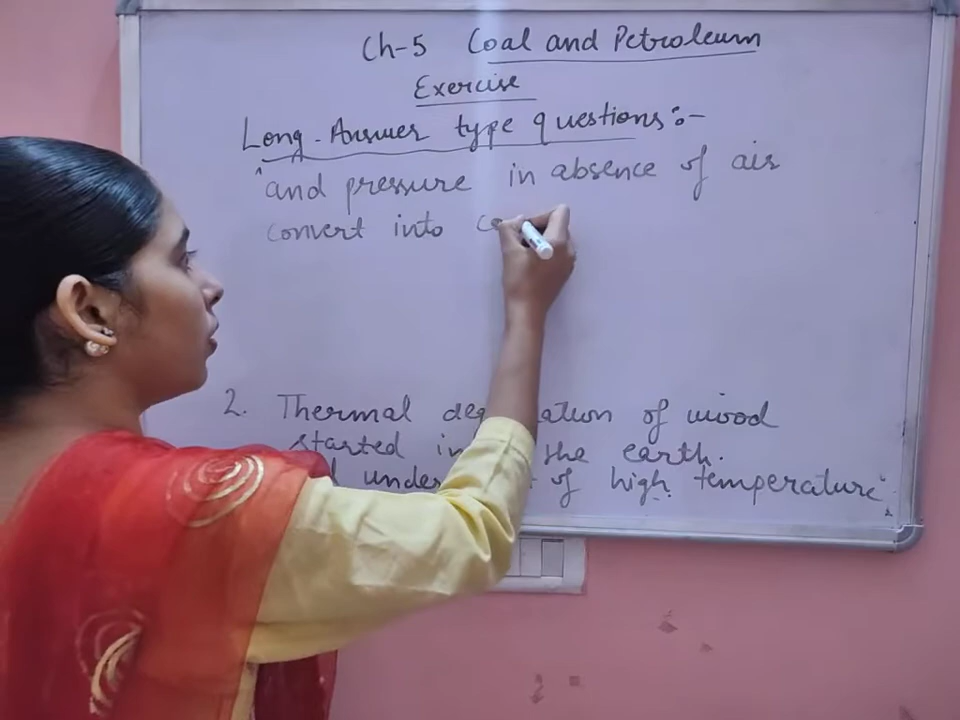 Ch-5 Coal and Petroleum
Exercise
Long-Answer type questions:-
^and pressure in absence of air
convert into
2. Thermal of wood
started the earth.
of high temperature